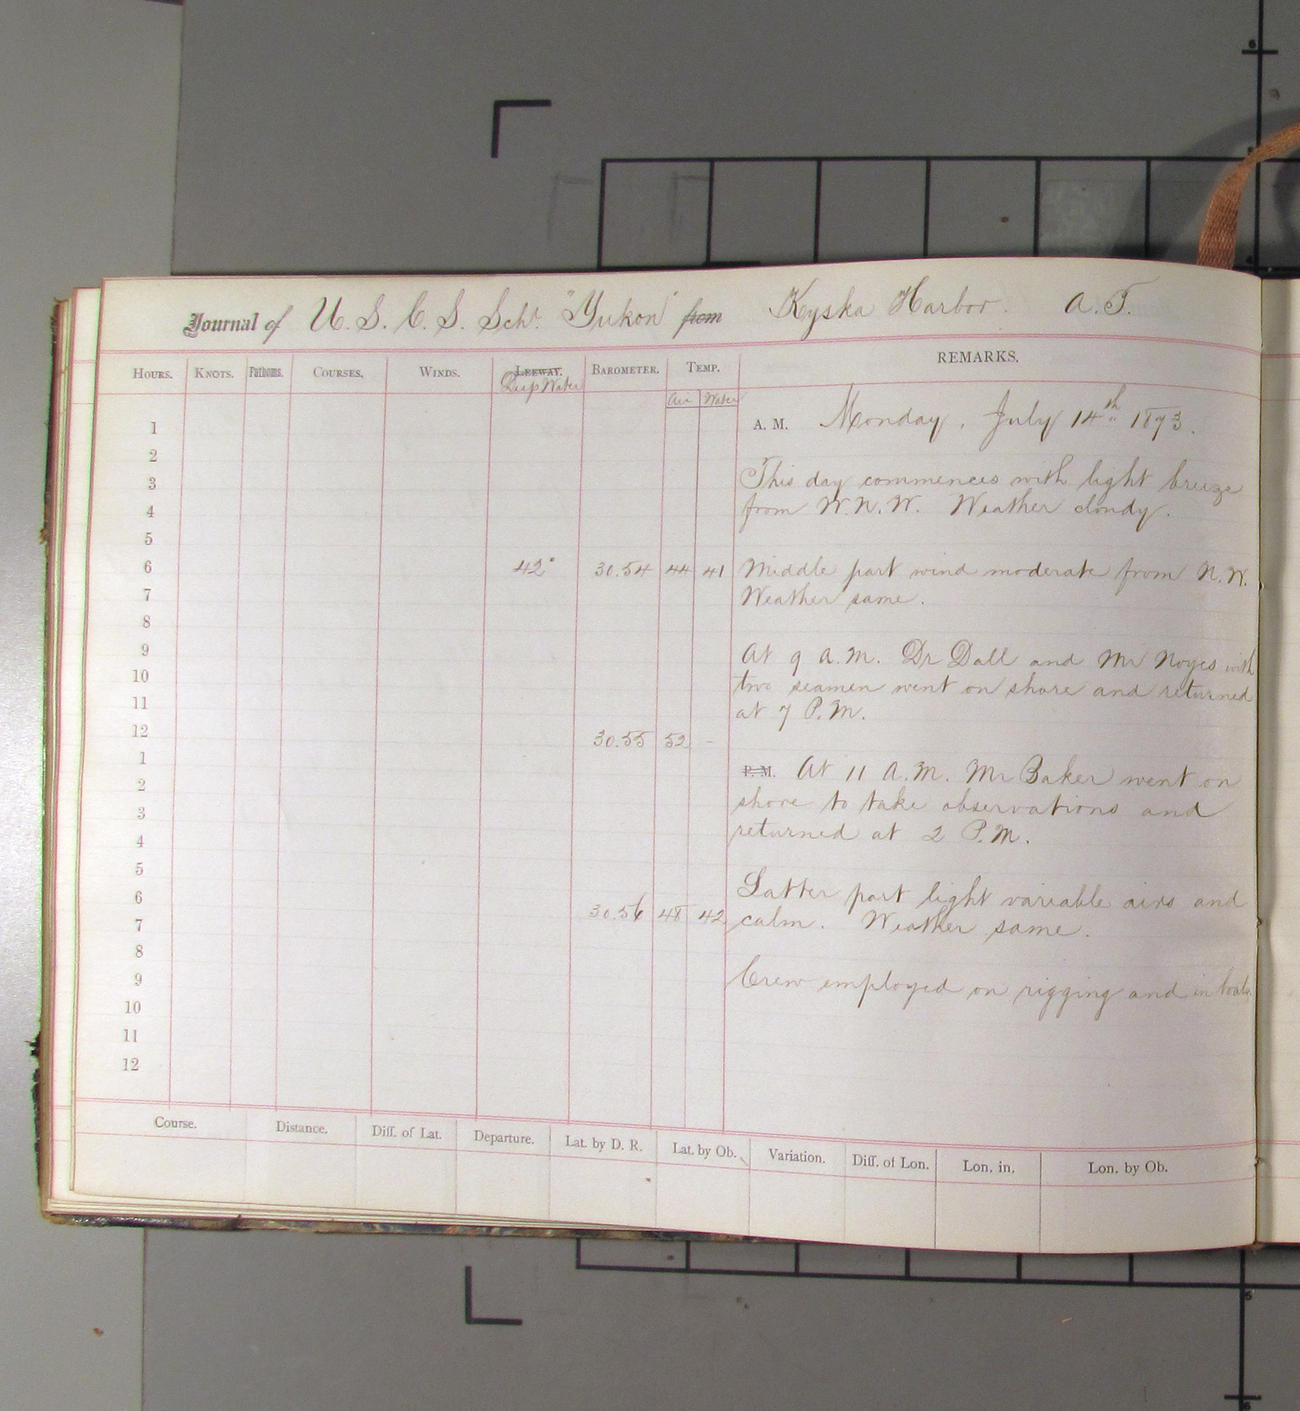 Journal of U. S. C. S. Schr. "Yukon" from Kyska Harbor. A. T.
HOURS. KNOTS. Fathoms. COURSES. WINDS. LEEWAY. BAROMETER. TEMP. REMARKS.
Deep Water
Air Water
A. M. Monday, July 14th 1873.
1
2
This day commences with light breeze
3
from W.N.W. Weather cloudy.
4
5
6 42° 30.54 44 41 Middle part wind moderate from N.W.
7 Weather same.
8
9 At 9 A.M. Dr Dall and Mr Noyes with
10 two seamen went on shore and returned
11 at 7 P.M.
12 30.55 52 -
1 P. M. At 11 A.M. Mr Baker went on
2 shore to take observations and
3 returned at 2 P.M.
4
5 Latter part light variable airs and
6 30.56 48 42 calm. Weather same.
7
8 Crew employed on rigging and in boats.
9
10
11
12
Course. Distance. Diff. of Lat. Departure. Lat. by D. R. Lat. by Ob. Variation. Diff. of Lon. Lon. in. Lon. by Ob.